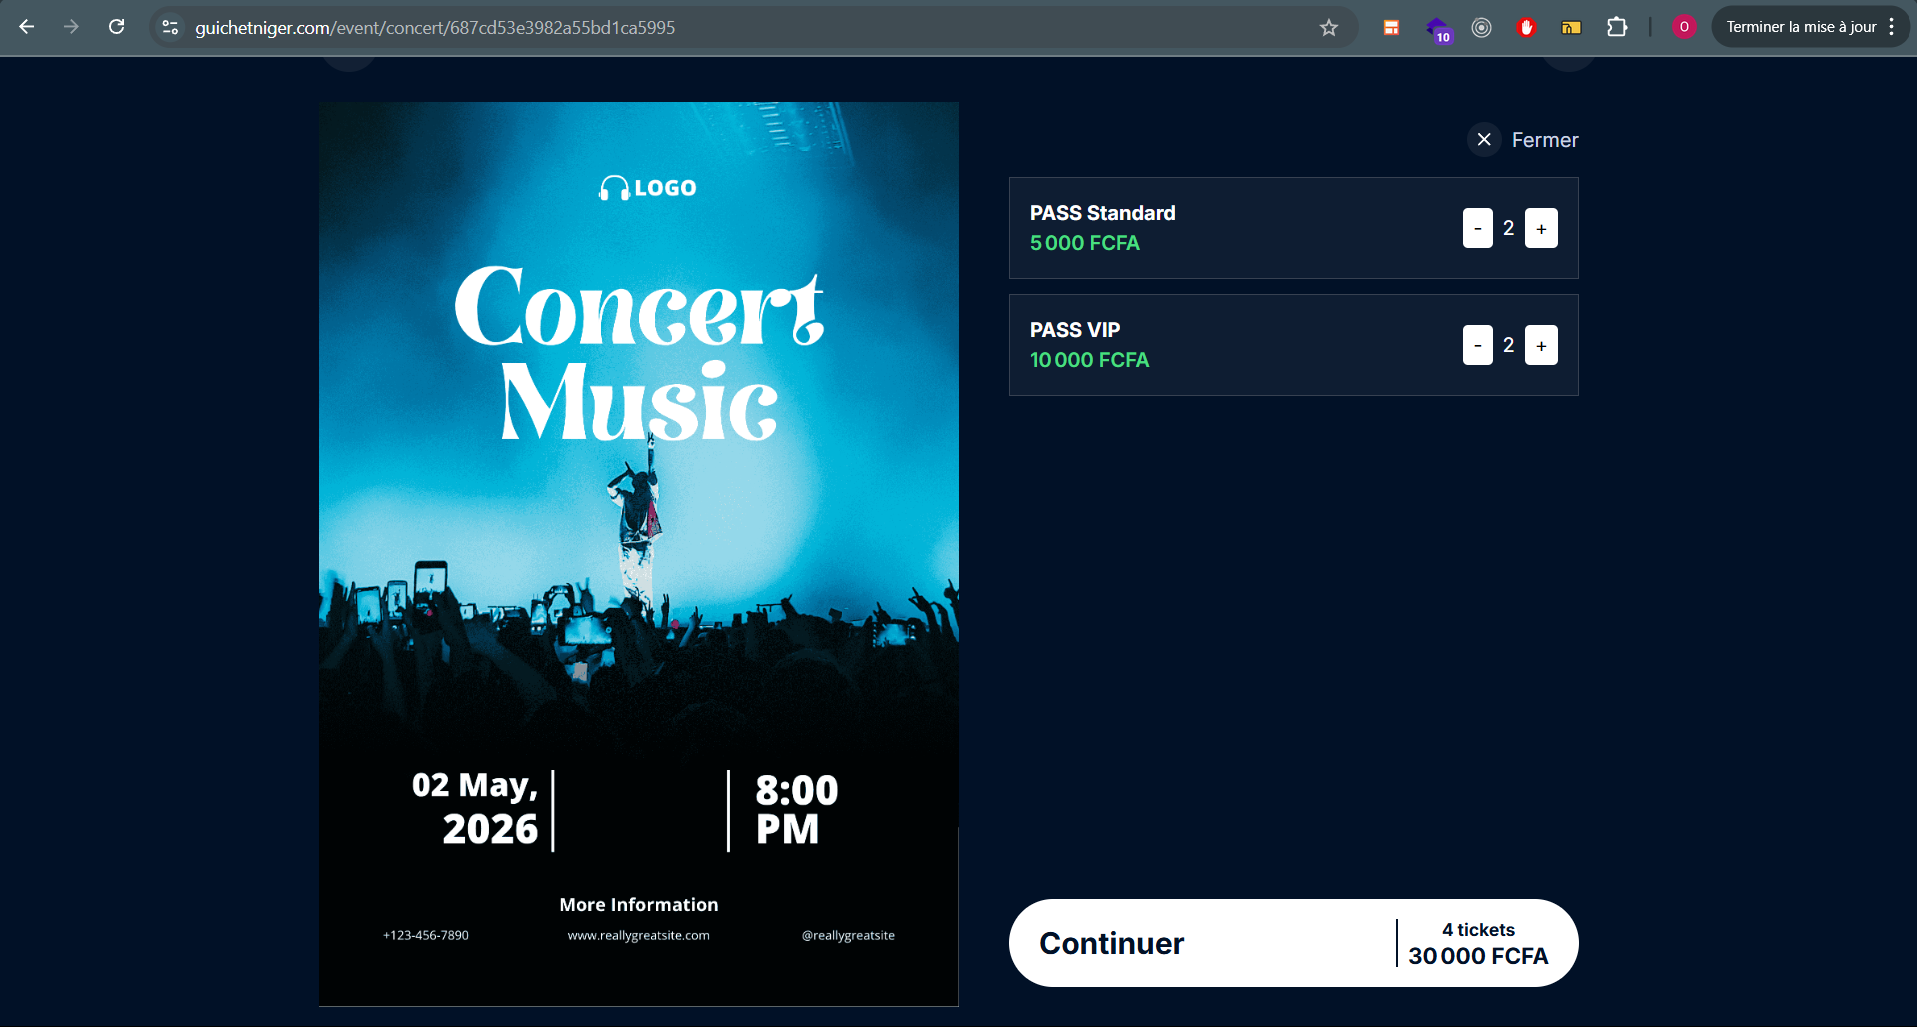 guichetniger.com/event/concert/687cd53e3982a55bd1ca5995
10
O
Terminer la mise à jour
LOGO
Concert
Music
02 May,
2026
8:00
PM
More Information
+123-456-7890
www.reallygreatsite.com
@reallygreatsite
Fermer
PASS Standard
5 000 FCFA
- 2 +
PASS VIP
10 000 FCFA
- 2 +
Continuer
4 tickets
30 000 FCFA